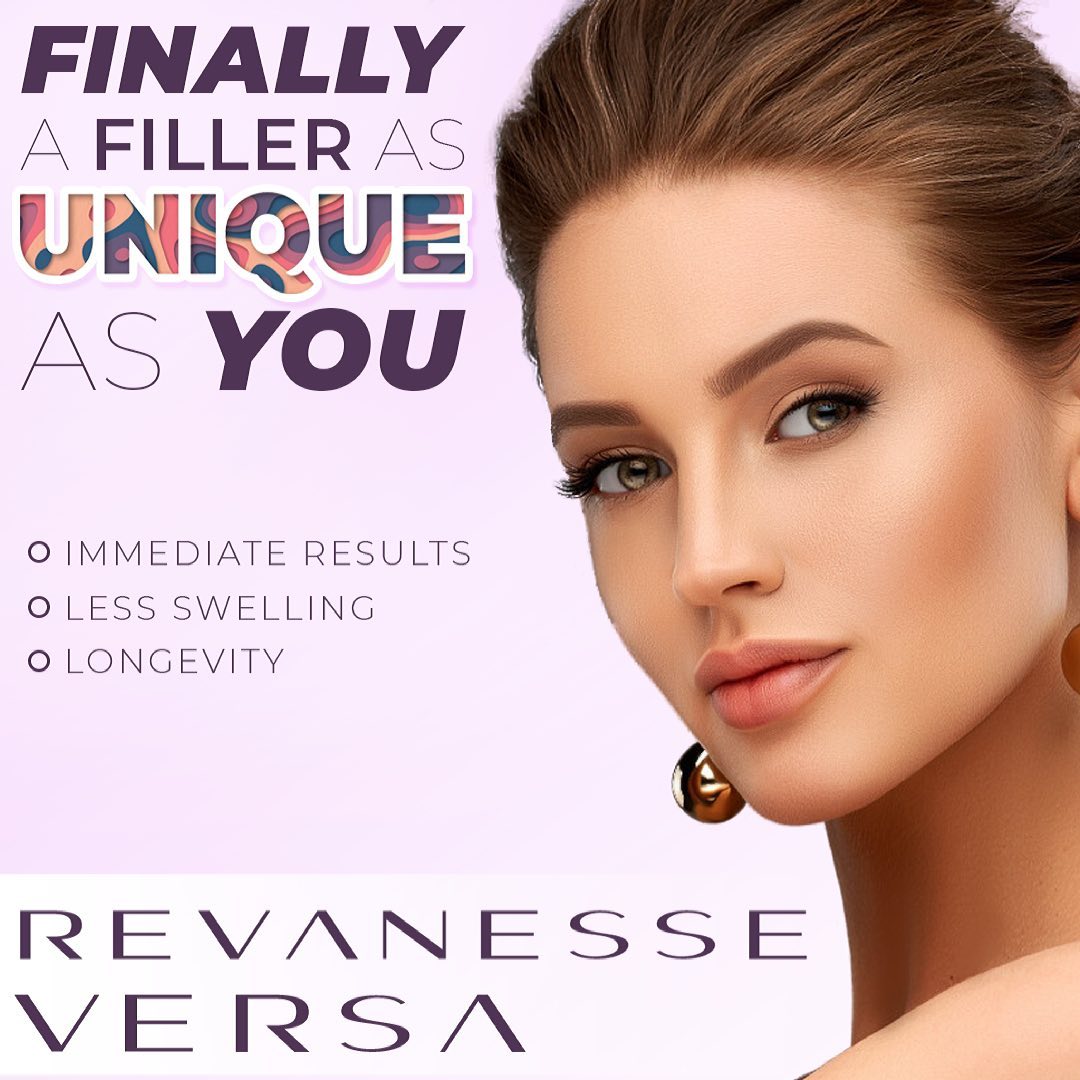 FINALLY
A FILLER AS
UNIQUE
AS YOU
IMMEDIATE RESULTS
LESS SWELLING
LONGEVITY
REVANESSE
VERSA